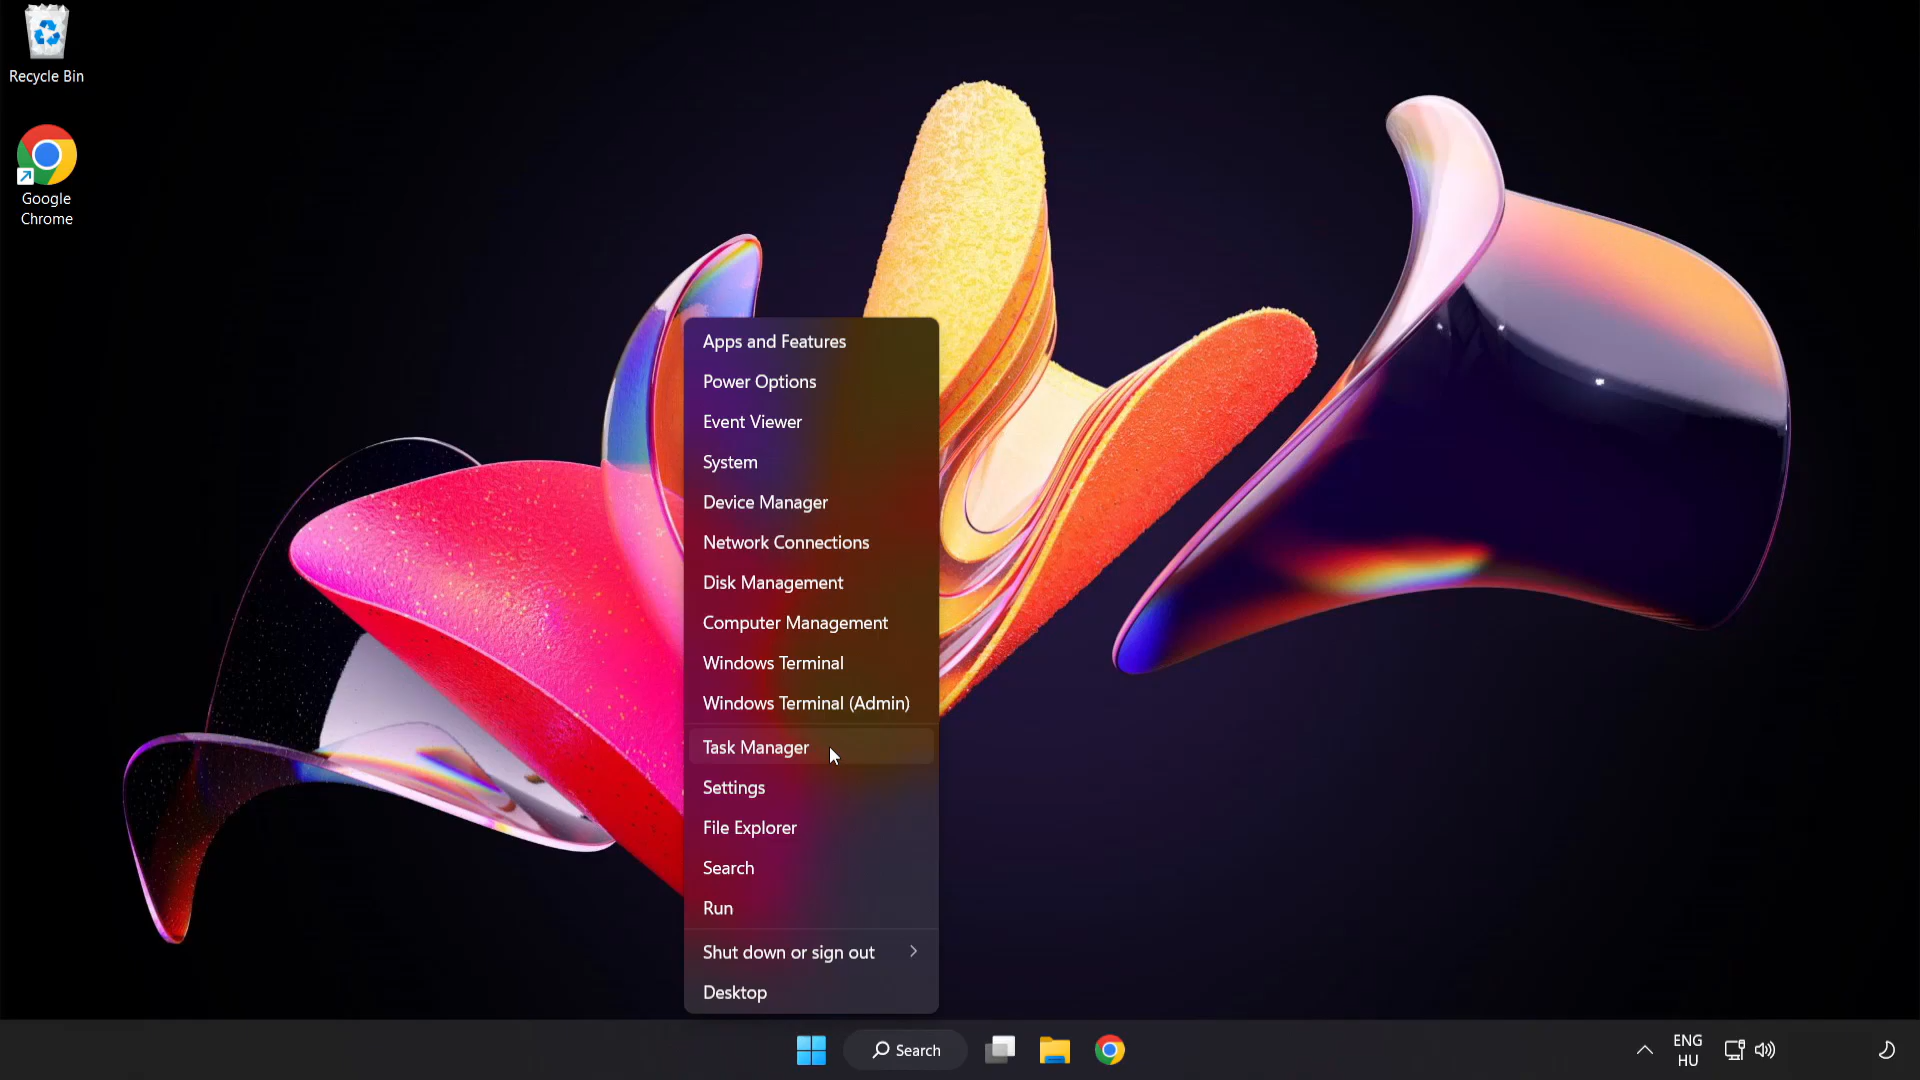 Recycle Bin
Google
Chrome
Apps and Features
Power Options
Event Viewer
System
Device Manager
Network Connections
Disk Management
Computer Management
Windows Terminal
Windows Terminal (Admin)
Task Manager
Settings
File Explorer
Search
Run
Shut down or sign out
Desktop
Search
ENG
HU